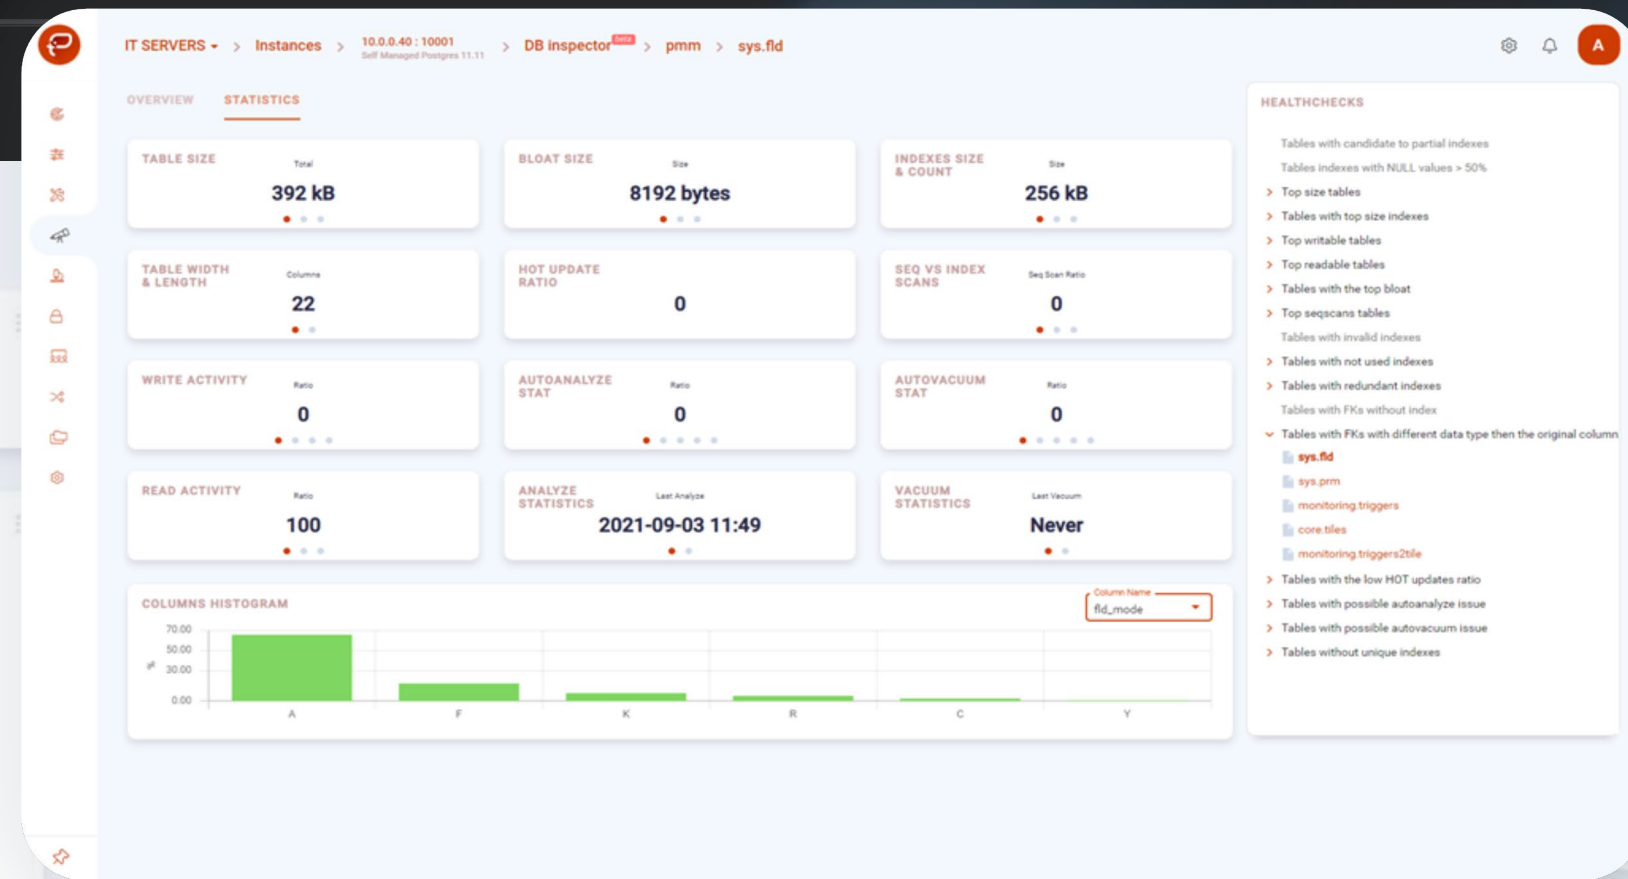 IT SERVERS > Instances > 10.0.0.40 : 10001 > DB inspector beta > pmm > sys.fld
Self Managed Postgres 11.11
A
OVERVIEW STATISTICS
TABLE SIZE
Total
392 kB
BLOAT SIZE
Size
8192 bytes
INDEXES SIZE
& COUNT
Size
256 kB
TABLE WIDTH
& LENGTH
Columns
22
HOT UPDATE
RATIO
0
SEQ VS INDEX
SCANS
Seq Scan Ratio
0
WRITE ACTIVITY
Ratio
0
AUTOANALYZE
STAT
Ratio
0
AUTOVACUUM
STAT
Ratio
0
READ ACTIVITY
Ratio
100
ANALYZE
STATISTICS
Last Analyze
2021-09-03 11:49
VACUUM
STATISTICS
Last Vacuum
Never
COLUMNS HISTOGRAM
Column Name
fld_mode
70.00
50.00
30.00
0.00
%
A F K R C Y
HEALTHCHECKS
Tables with candidate to partial indexes
Tables indexes with NULL values > 50%
Top size tables
Tables with top size indexes
Top writable tables
Top readable tables
Tables with the top bloat
Top seqscans tables
Tables with invalid indexes
Tables with not used indexes
Tables with redundant indexes
Tables with FKs without index
Tables with FKs with different data type then the original column
sys.fld
sys.prm
monitoring.triggers
core.tiles
monitoring.triggers2tile
Tables with the low HOT updates ratio
Tables with possible autoanalyze issue
Tables with possible autovacuum issue
Tables without unique indexes